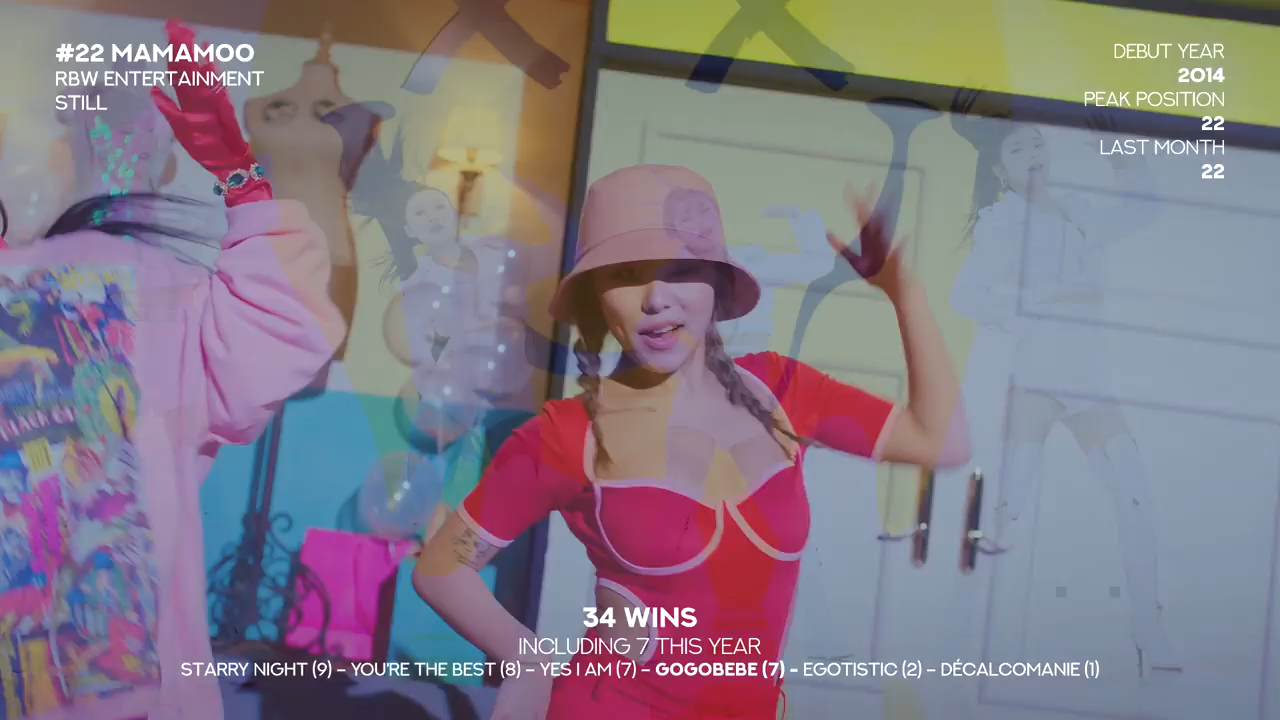 #22 MAMAMOO
RBW ENTERTAINMENT
STILL
DEBUT YEAR
2014
PEAK POSITION
22
LAST MONTH
22
34 WINS
INCLUDING 7 THIS YEAR
STARRY NIGHT (9) – YOU'RE THE BEST (8) – YES I AM (7) – GOGOBEBE (7) – EGOTISTIC (2) – DÉCALCOMANIE (1)